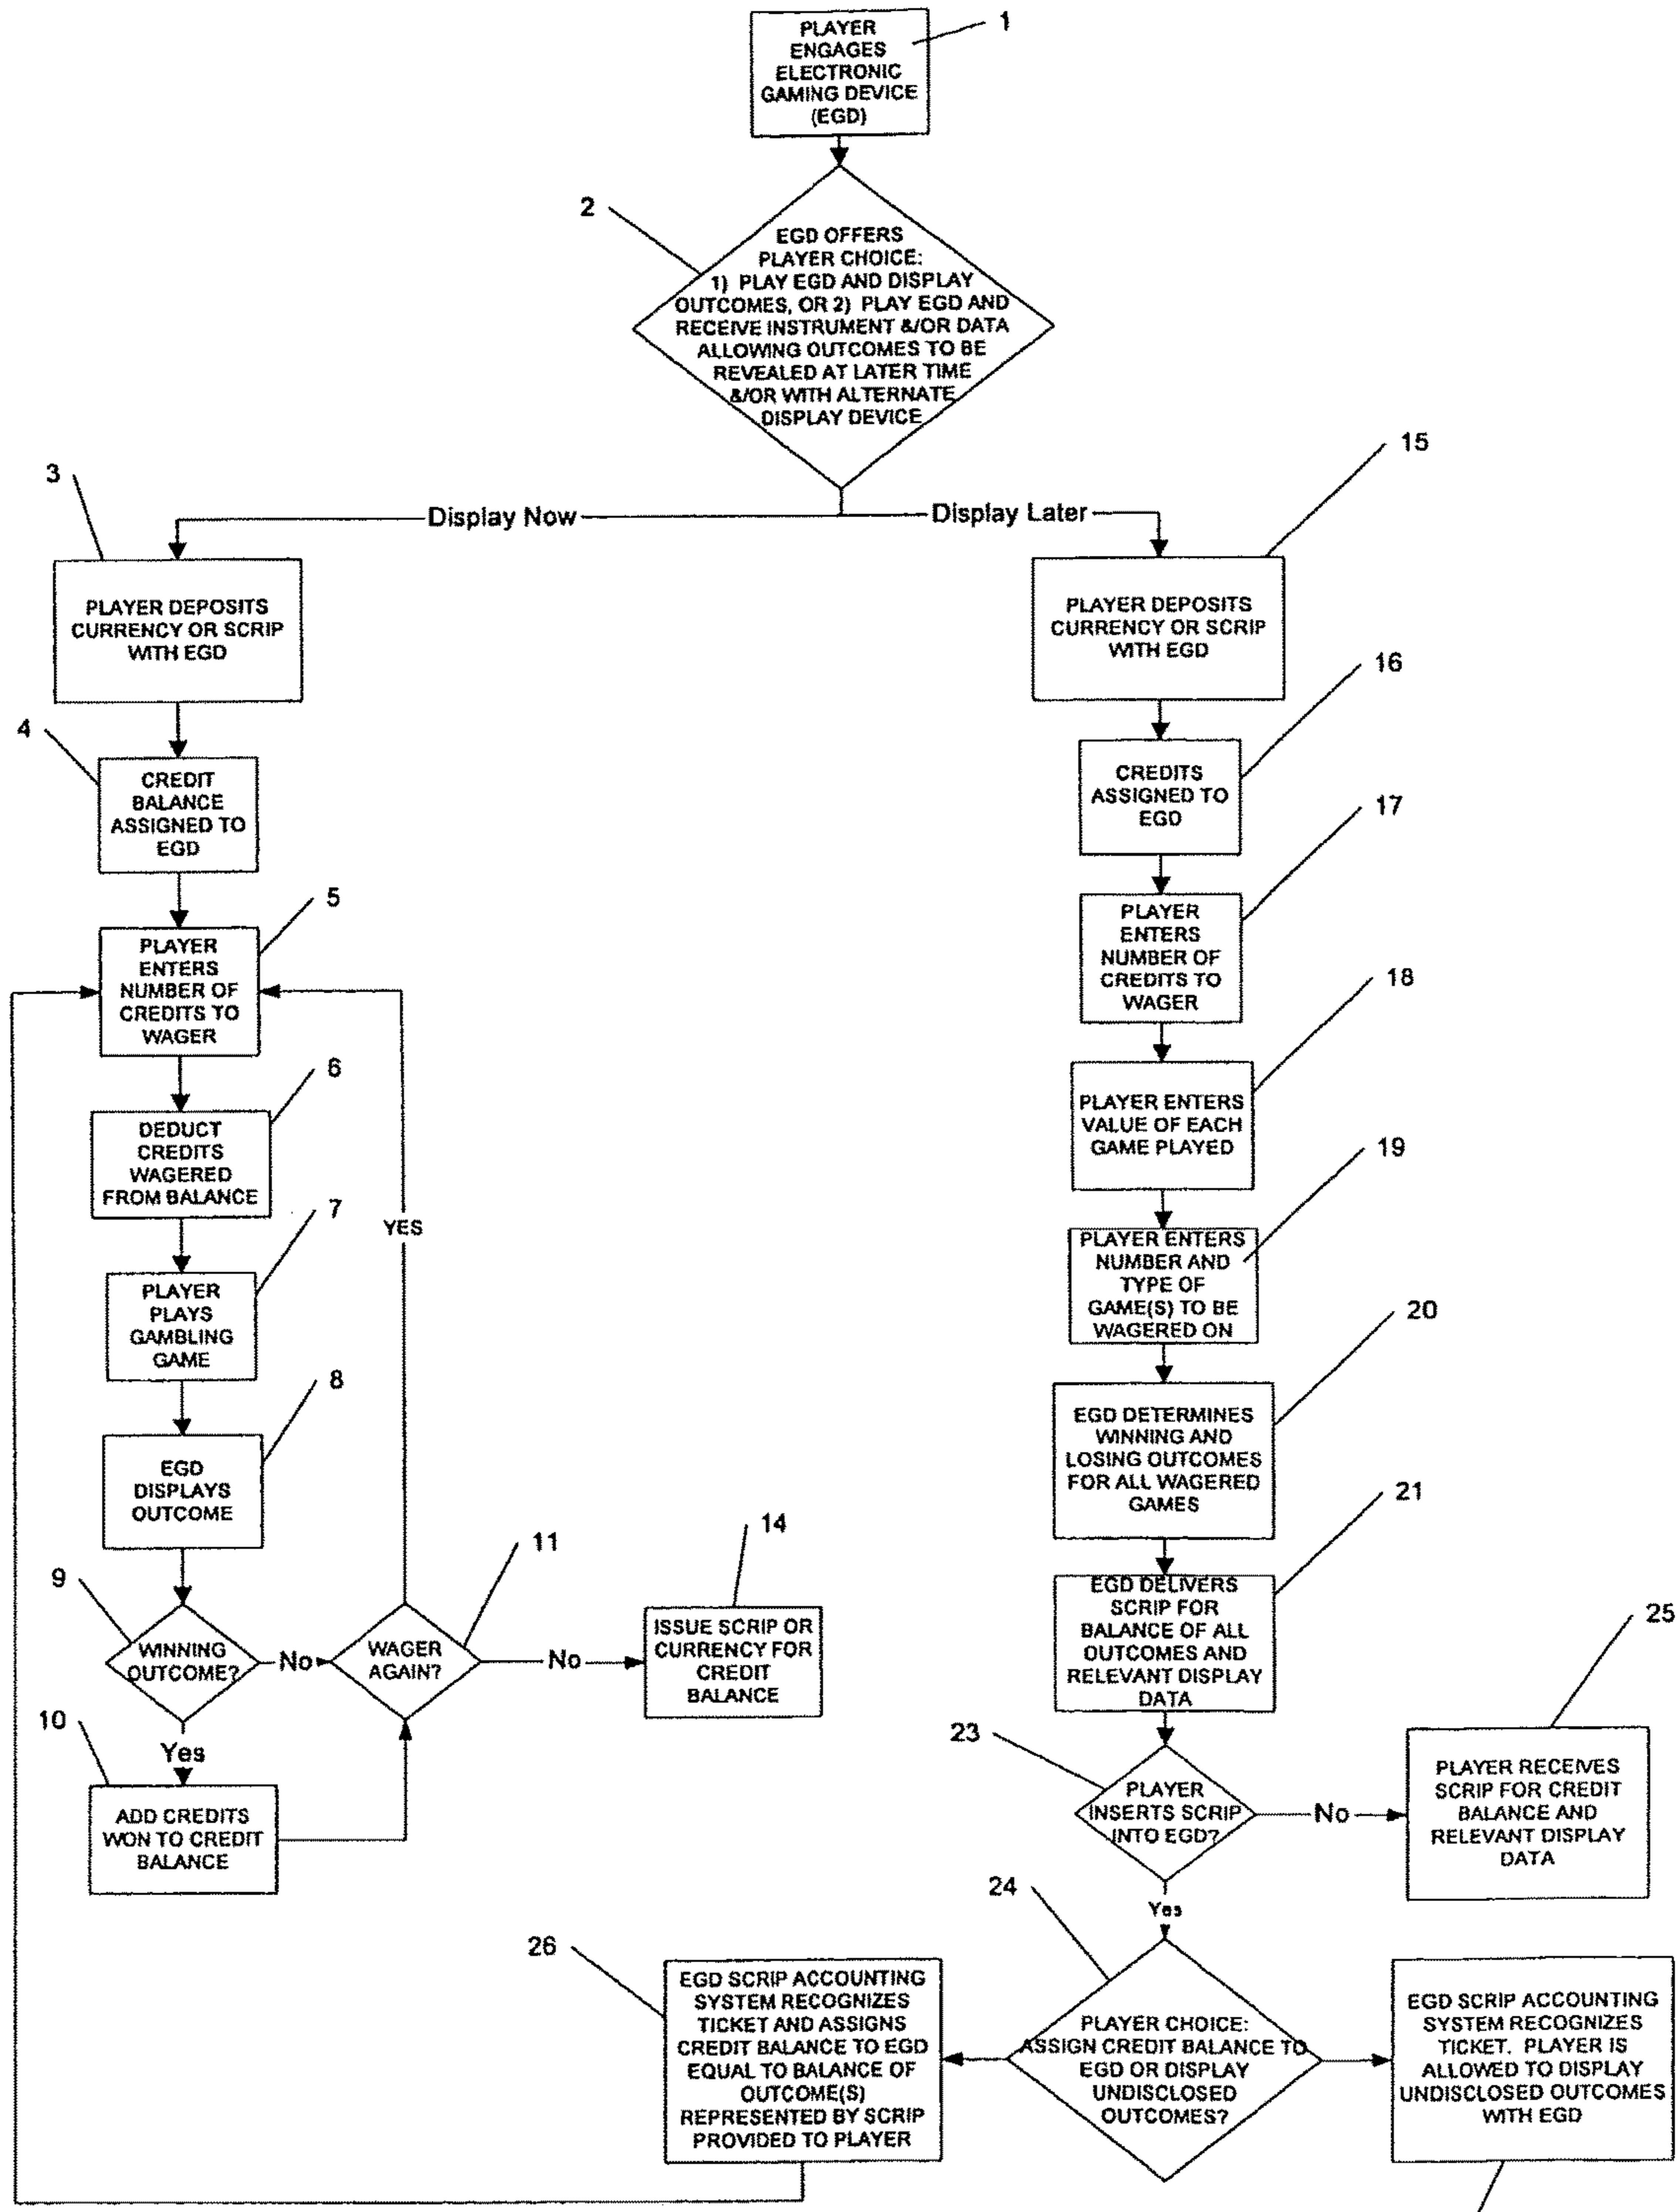 1
PLAYER
ENGAGES
ELECTRONIC
GAMING DEVICE
(EGD)
2
EGD OFFERS
PLAYER CHOICE:
1) PLAY EGD AND DISPLAY
OUTCOMES, OR 2) PLAY EGD AND
RECEIVE INSTRUMENT &/OR DATA
ALLOWING OUTCOMES TO BE
REVEALED AT LATER TIME
&/OR WITH ALTERNATE
DISPLAY DEVICE
Display Now
Display Later
3
PLAYER DEPOSITS
CURRENCY OR SCRIP
WITH EGD
4
CREDIT
BALANCE
ASSIGNED TO
EGD
5
PLAYER
ENTERS
NUMBER OF
CREDITS TO
WAGER
6
DEDUCT
CREDITS
WAGERED
FROM BALANCE
7
PLAYER
PLAYS
GAMBLING
GAME
8
EGD
DISPLAYS
OUTCOME
9
WINNING
OUTCOME?
No
Yes
10
ADD CREDITS
WON TO CREDIT
BALANCE
11
WAGER
AGAIN?
YES
No
14
ISSUE SCRIP OR
CURRENCY FOR
CREDIT
BALANCE
15
PLAYER DEPOSITS
CURRENCY OR SCRIP
WITH EGD
16
CREDITS
ASSIGNED TO
EGD
17
PLAYER
ENTERS
NUMBER OF
CREDITS TO
WAGER
18
PLAYER ENTERS
VALUE OF EACH
GAME PLAYED
19
PLAYER ENTERS
NUMBER AND
TYPE OF
GAME(S) TO BE
WAGERED ON
20
EGD DETERMINES
WINNING AND
LOSING OUTCOMES
FOR ALL WAGERED
GAMES
21
EGD DELIVERS
SCRIP FOR
BALANCE OF ALL
OUTCOMES AND
RELEVANT DISPLAY
DATA
23
PLAYER
INSERTS SCRIP
INTO EGD?
No
Yes
25
PLAYER RECEIVES
SCRIP FOR CREDIT
BALANCE AND
RELEVANT DISPLAY
DATA
24
PLAYER CHOICE:
ASSIGN CREDIT BALANCE TO
EGD OR DISPLAY
UNDISCLOSED
OUTCOMES?
26
EGD SCRIP ACCOUNTING
SYSTEM RECOGNIZES
TICKET AND ASSIGNS
CREDIT BALANCE TO EGD
EQUAL TO BALANCE OF
OUTCOME(S)
REPRESENTED BY SCRIP
PROVIDED TO PLAYER
EGD SCRIP ACCOUNTING
SYSTEM RECOGNIZES
TICKET. PLAYER IS
ALLOWED TO DISPLAY
UNDISCLOSED OUTCOMES
WITH EGD